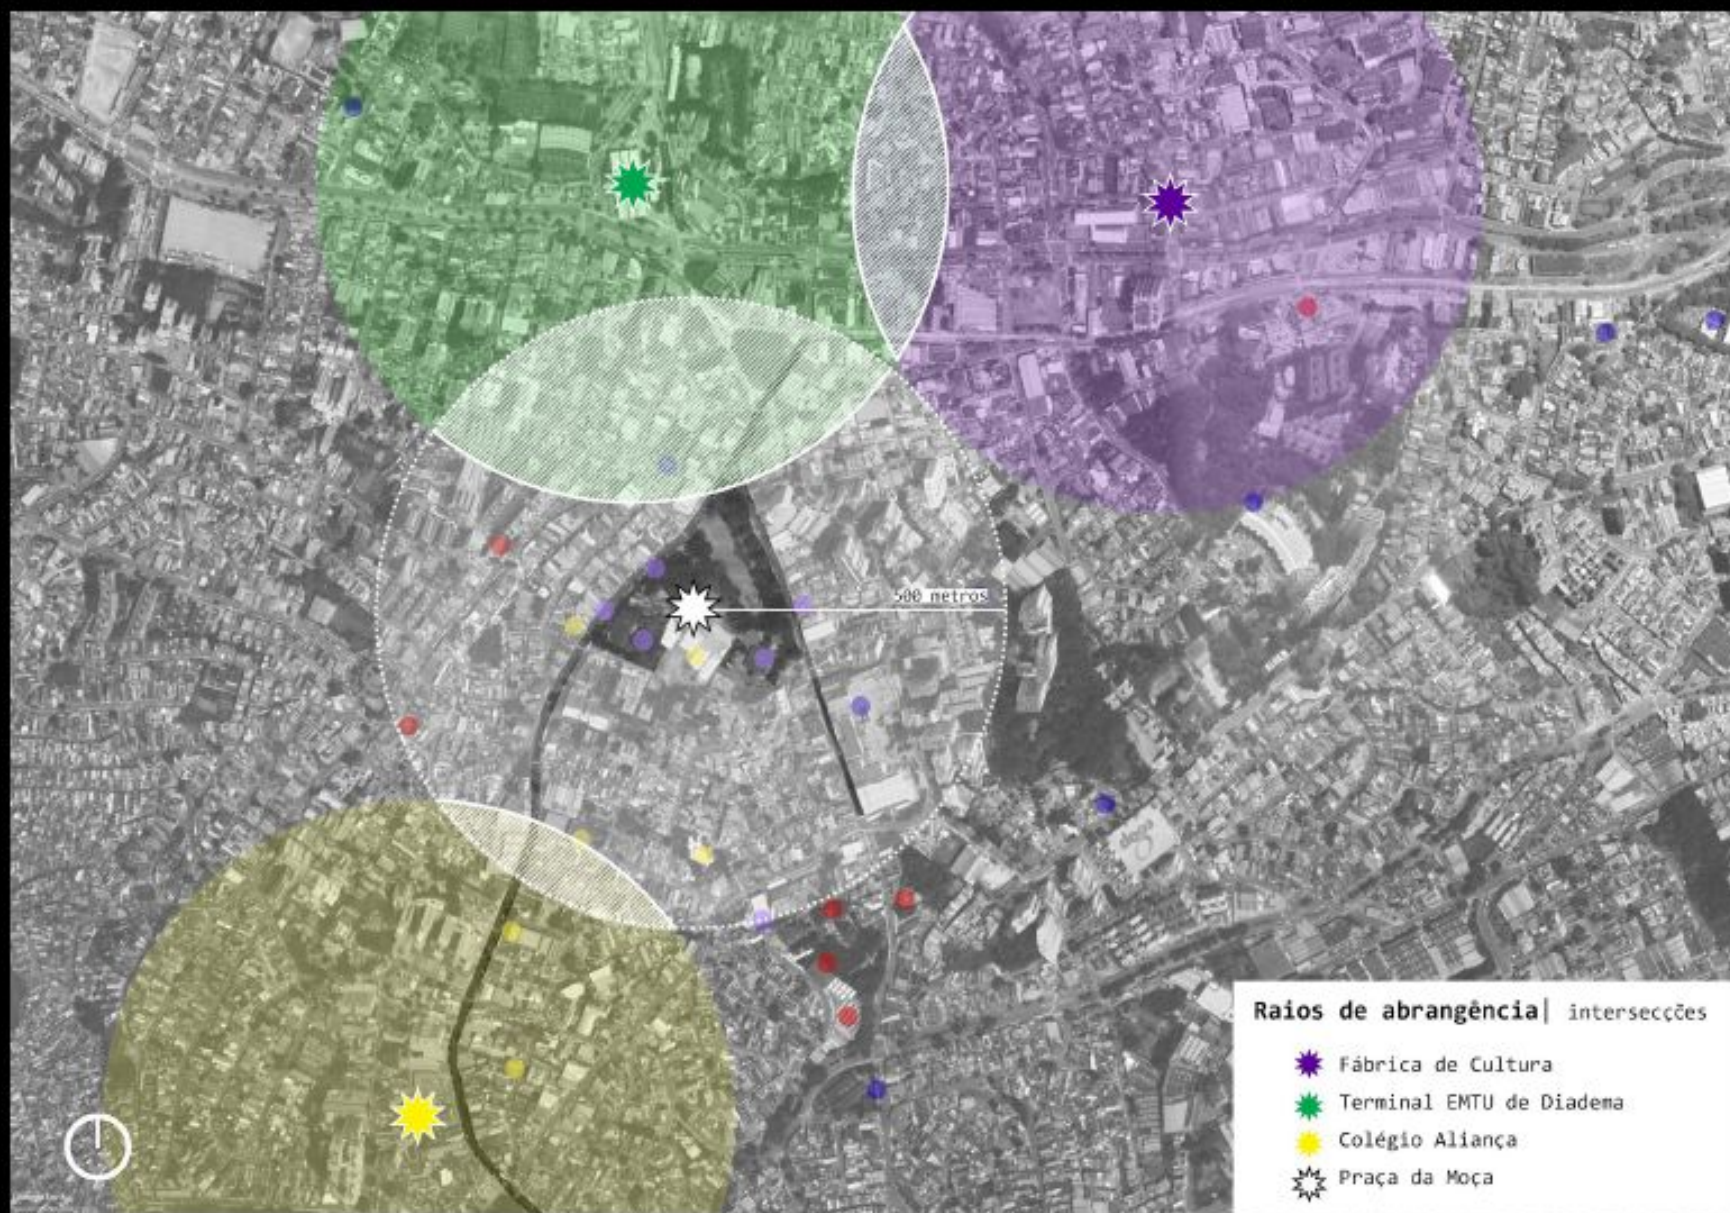 500 metros
Raios de abrangência| intersecções
Fábrica de Cultura
Terminal EMTU de Diadema
Colégio Aliança
Praça da Moça